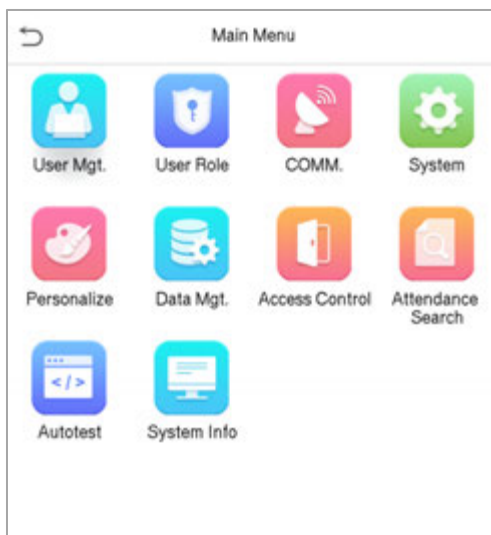 Main Menu
User Mgt.
User Role
COMM.
System
Personalize
Data Mgt.
Access Control
Attendance
Search
</>
Autotest
System Info